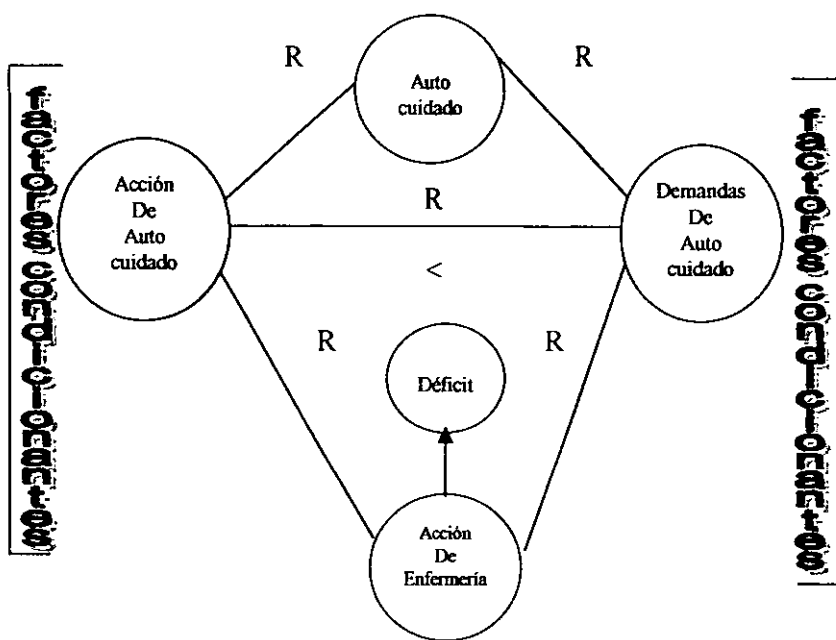 R
R
Auto
cuidado
factores condicionantes
factores condicionantes
Acción
De
Auto
cuidado
R
Demandas
De
Auto
cuidado
<
R
R
Déficit
Acción
De
Enfermería